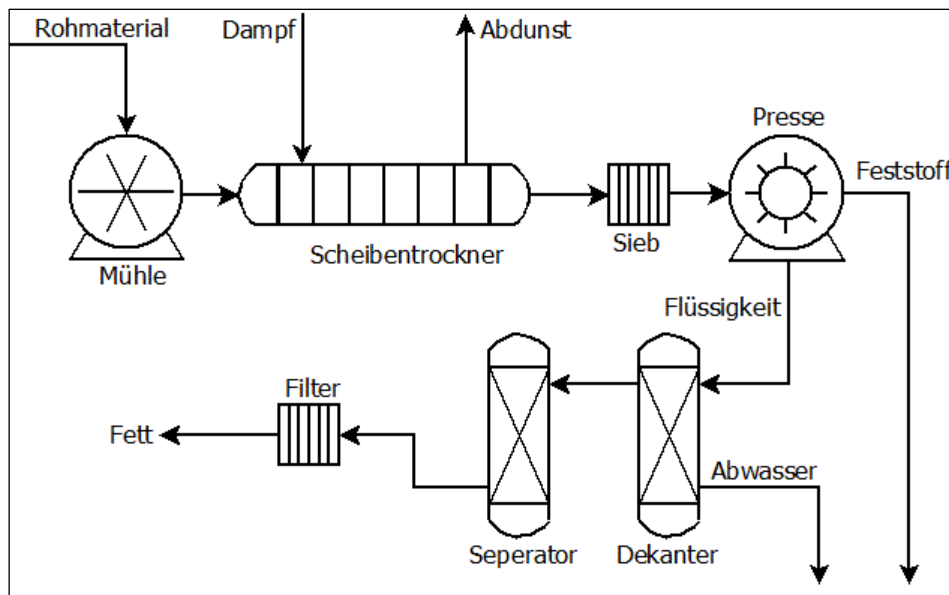 Rohmaterial
Dampf
Abdunst
Presse
Feststoff
Mühle
Scheibentrockner
Sieb
Flüssigkeit
Filter
Fett
Abwasser
Seperator
Dekanter